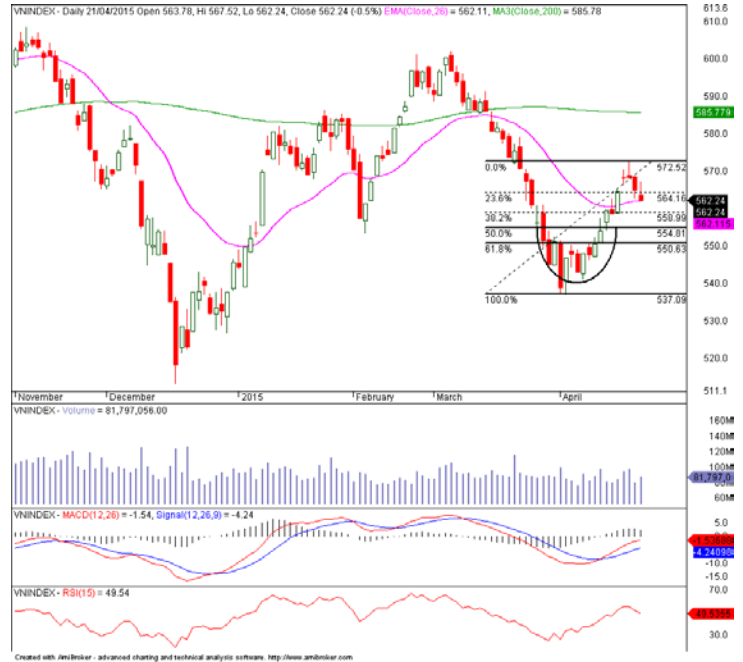 VNINDEX - Daily 21/04/2015 Open 563.78, Hi 567.52, Lo 562.24, Close 562.24 (-0.5%) EMA(Close,26) = 562.11, MA3(Close,200) = 585.78
613.6
610.0
600.0
590.0
585.779
580.0
570.0
0.0% 572.52
23.6% 564.16
562.24
38.2% 558.99
562.24
562.115
50.0% 554.81
550.0
61.8% 550.63
540.0
100.0% 537.09
530.0
520.0
511.1
November December 2015 February March April
VNINDEX - Volume = 81,797,056.00
160M
140M
120M
100M
81,797,0
60M
VNINDEX - MACD(12,26) = -1.54, Signal(12,26,9) = -4.24
5.0
-4.24098
-10.0
-15.0
VNINDEX - RSI(15) = 49.54
70.0
30.0
Created with AmiBroker - advanced charting and technical analysis software. http://www.amibroker.com